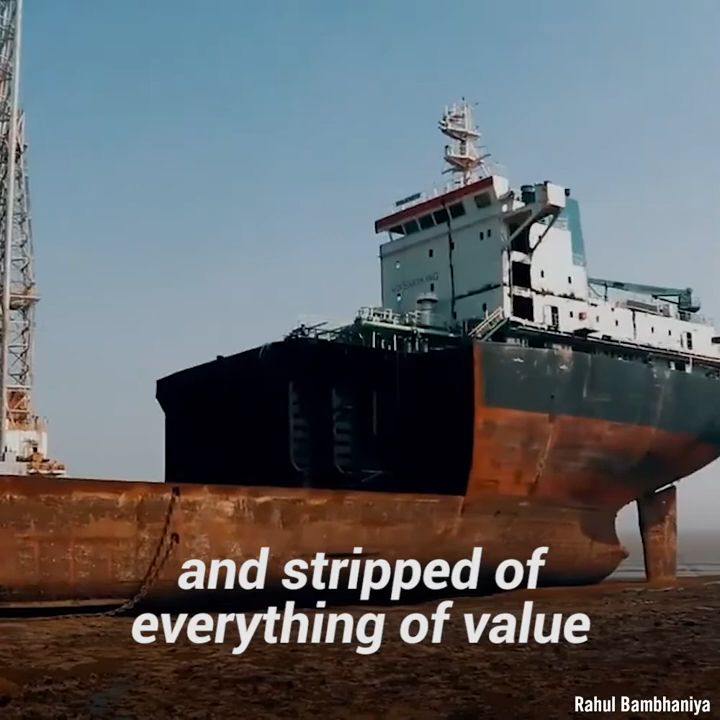 and stripped of
everything of value
Rahul Bambhaniya